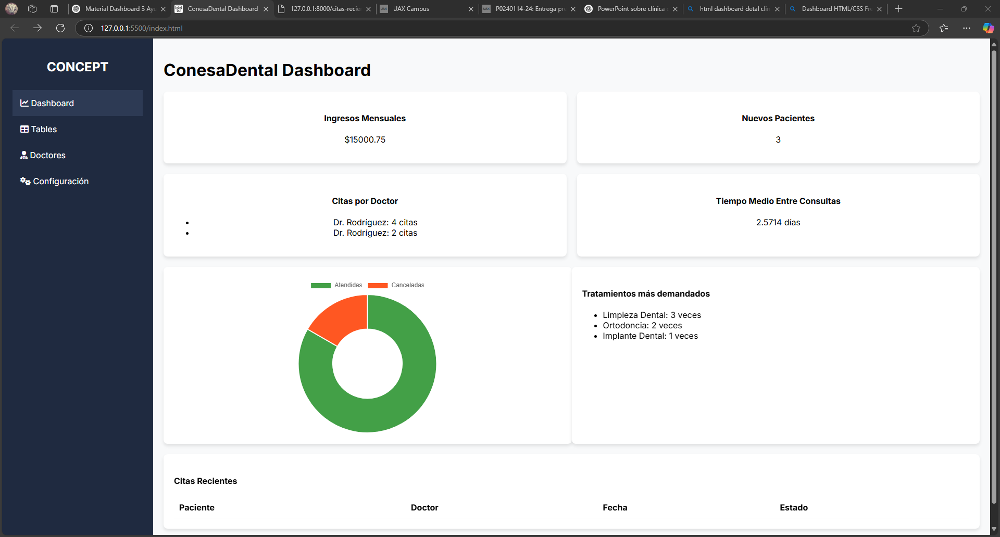 Material Dashboard 3 Ayu
ConesaDental Dashboard
127.0.0.1:8000/citas-recie
UAX Campus
P0240114-24: Entrega pre
PowerPoint sobre clínica
html dashboard detal clin
Dashboard HTML/CSS Fre
127.0.0.1:5500/index.html
CONCEPT
Dashboard
Tables
Doctores
Configuración
ConesaDental Dashboard
Ingresos Mensuales
$15000.75
Nuevos Pacientes
3
Citas por Doctor
Dr. Rodríguez: 4 citas
Dr. Rodríguez: 2 citas
Tiempo Medio Entre Consultas
2.5714 días
Atendidas
Canceladas
Tratamientos más demandados
Limpieza Dental: 3 veces
Ortodoncia: 2 veces
Implante Dental: 1 veces
Citas Recientes
Paciente Doctor Fecha Estado